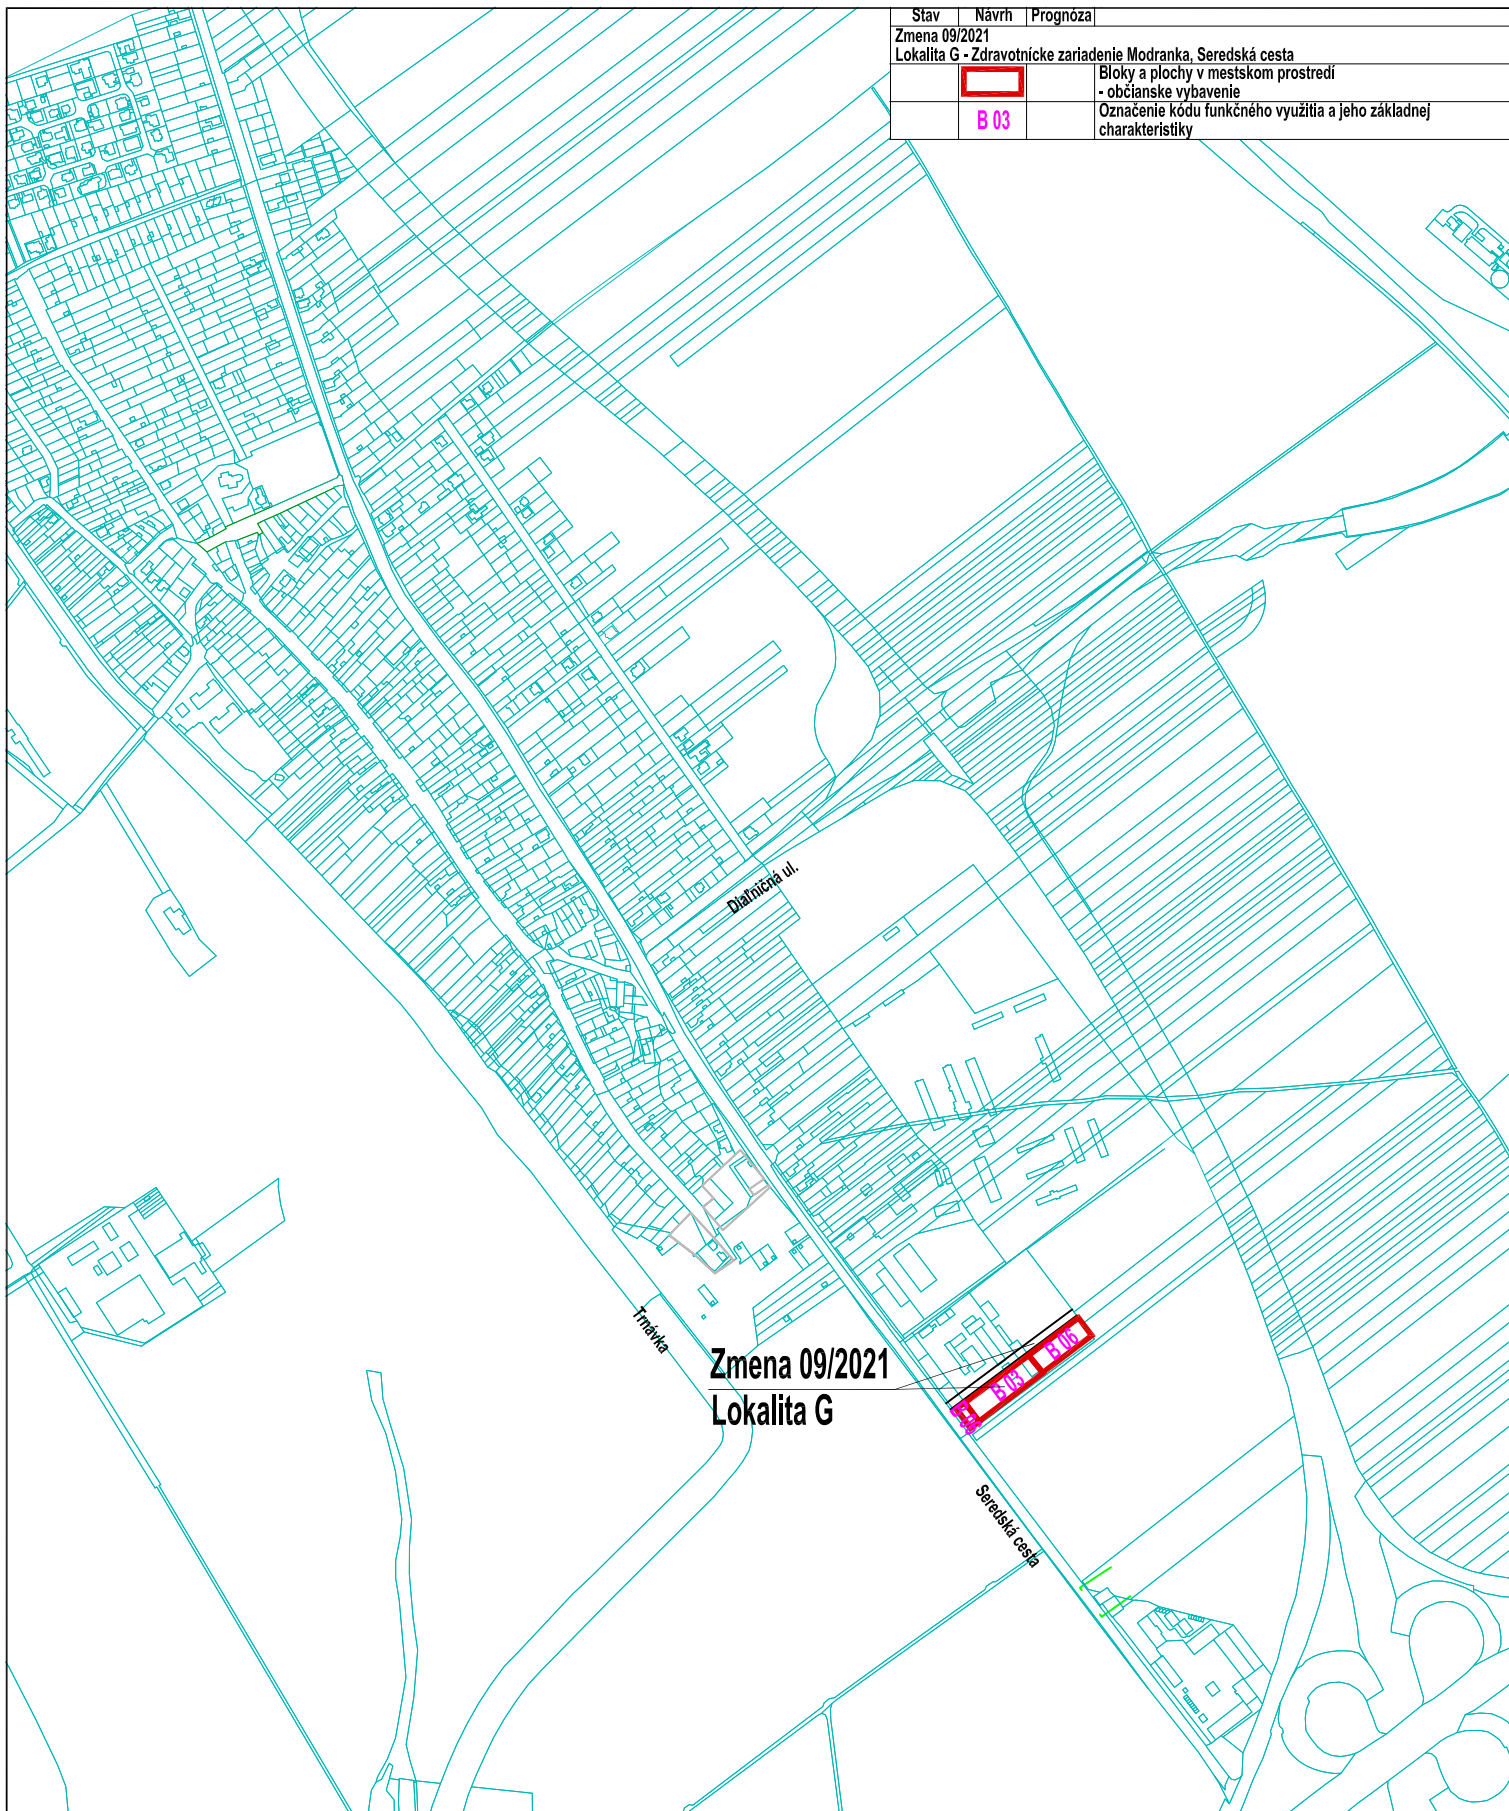 Stav Návrh Prognóza
Zmena 09/2021
Lokalita G - Zdravotnícke zariadenie Modranka, Seredská cesta
Bloky a plochy v mestskom prostredí
- občianske vybavenie
B 03
Označenie kódu funkčného využitia a jeho základnej
charakteristiky
Diaľničná ul.
Trnávka
Zmena 09/2021
Lokalita G
B 06
B 03
Seredská cesta